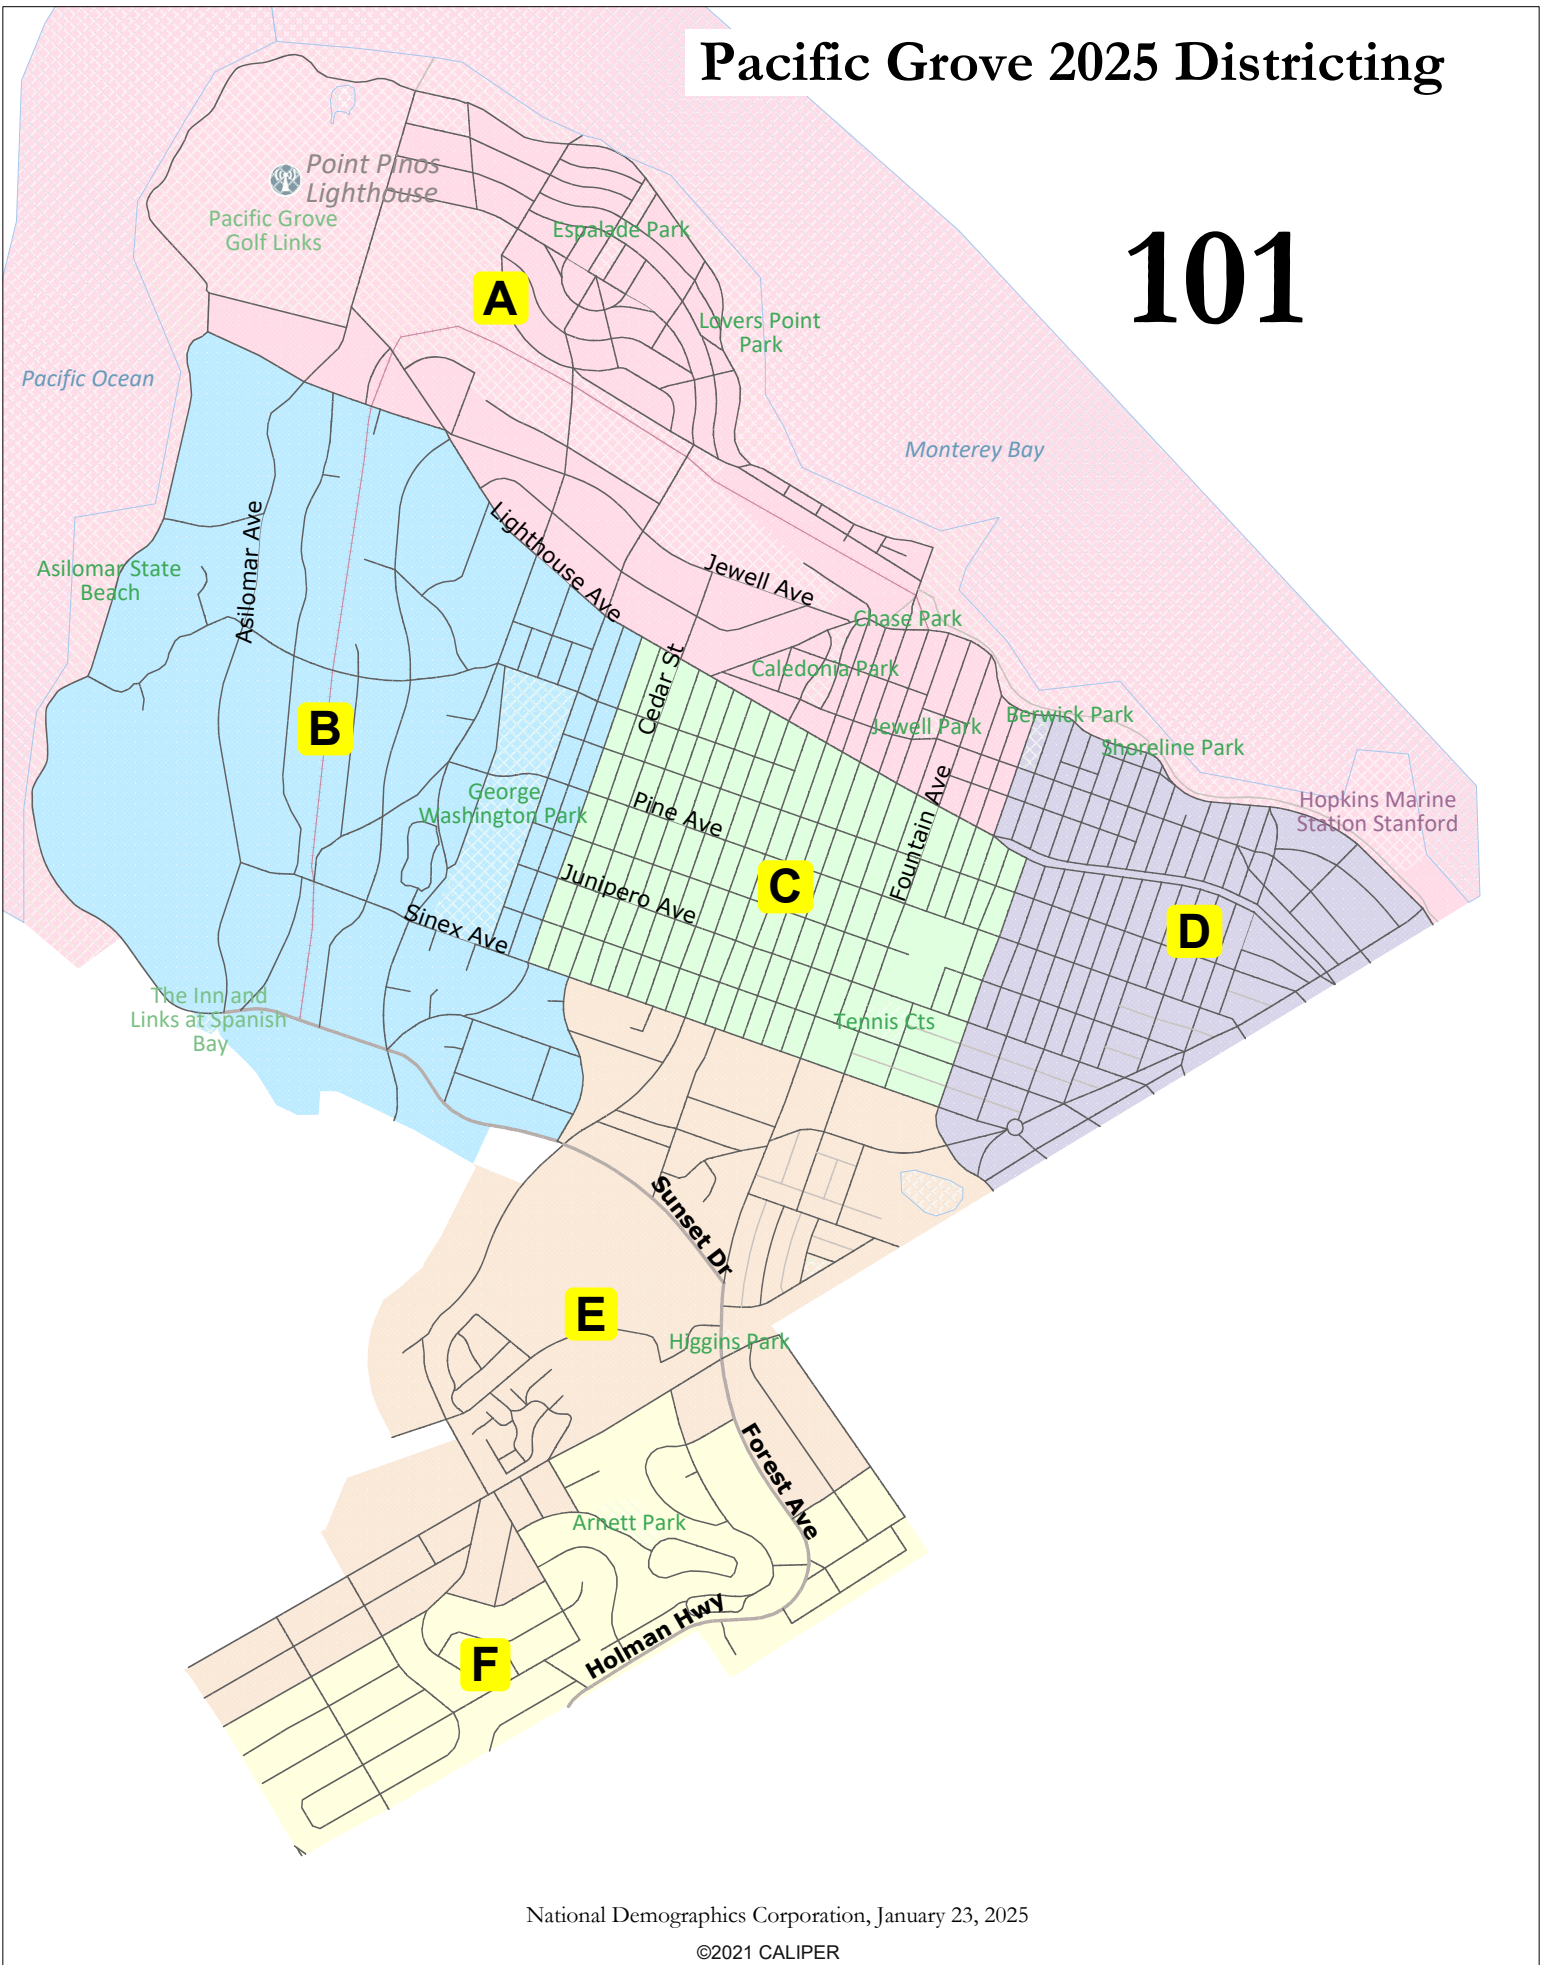 Pacific Grove 2025 Districting
101
Point Pinos
Lighthouse
Pacific Grove
Golf Links
Espalade Park
A
Lovers Point
Park
Pacific Ocean
Monterey Bay
Asilomar Ave
Lighthouse Ave
Jewell Ave
Asilomar State
Beach
Chase Park
Cedar St
Caledonia Park
B
Jewell Park
Berwick Park
Shoreline Park
George
Washington Park
Pine Ave
Fountain Ave
Hopkins Marine
Station Stanford
Junipero Ave
C
Sinex Ave
D
The Inn and
Links at Spanish
Bay
Tennis Cts
Sunset Dr
E
Higgins Park
Forest Ave
Arnett Park
Holman Hwy
F
National Demographics Corporation, January 23, 2025
©2021 CALIPER